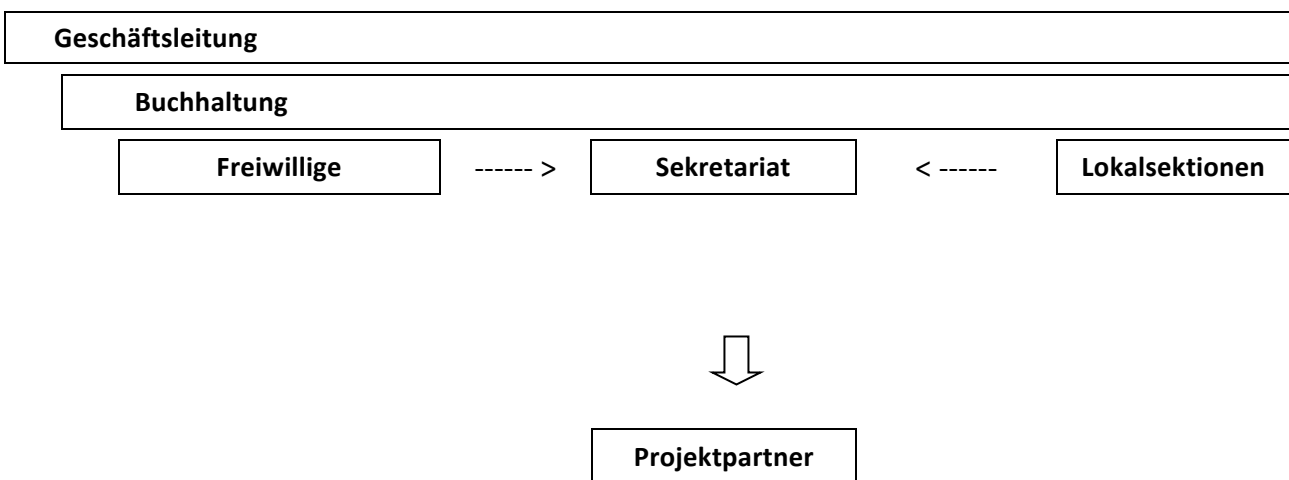 Geschäftsleitung
Buchhaltung
Freiwillige ------ > Sekretariat < ------ Lokalsektionen
Projektpartner